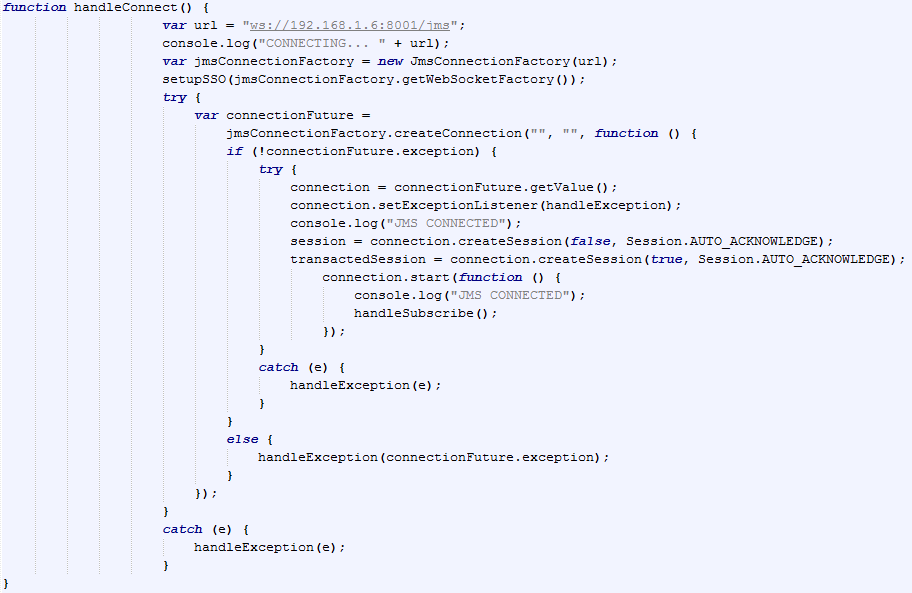 function handleConnect() {
var url = "ws://192.168.1.6:8001/jms";
console.log("CONNECTING... " + url);
var jmsConnectionFactory = new JmsConnectionFactory(url);
setupSSO(jmsConnectionFactory.getWebSocketFactory());
try {
var connectionFuture =
jmsConnectionFactory.createConnection("", "", function () {
if (!connectionFuture.exception) {
try {
connection = connectionFuture.getValue();
connection.setExceptionListener(handleException);
console.log("JMS CONNECTED");
session = connection.createSession(false, Session.AUTO_ACKNOWLEDGE);
transactedSession = connection.createSession(true, Session.AUTO_ACKNOWLEDGE);
connection.start(function () {
console.log("JMS CONNECTED");
handleSubscribe();
});
}
catch (e) {
handleException(e);
}
}
else {
handleException(connectionFuture.exception);
}
});
}
catch (e) {
handleException(e);
}
}